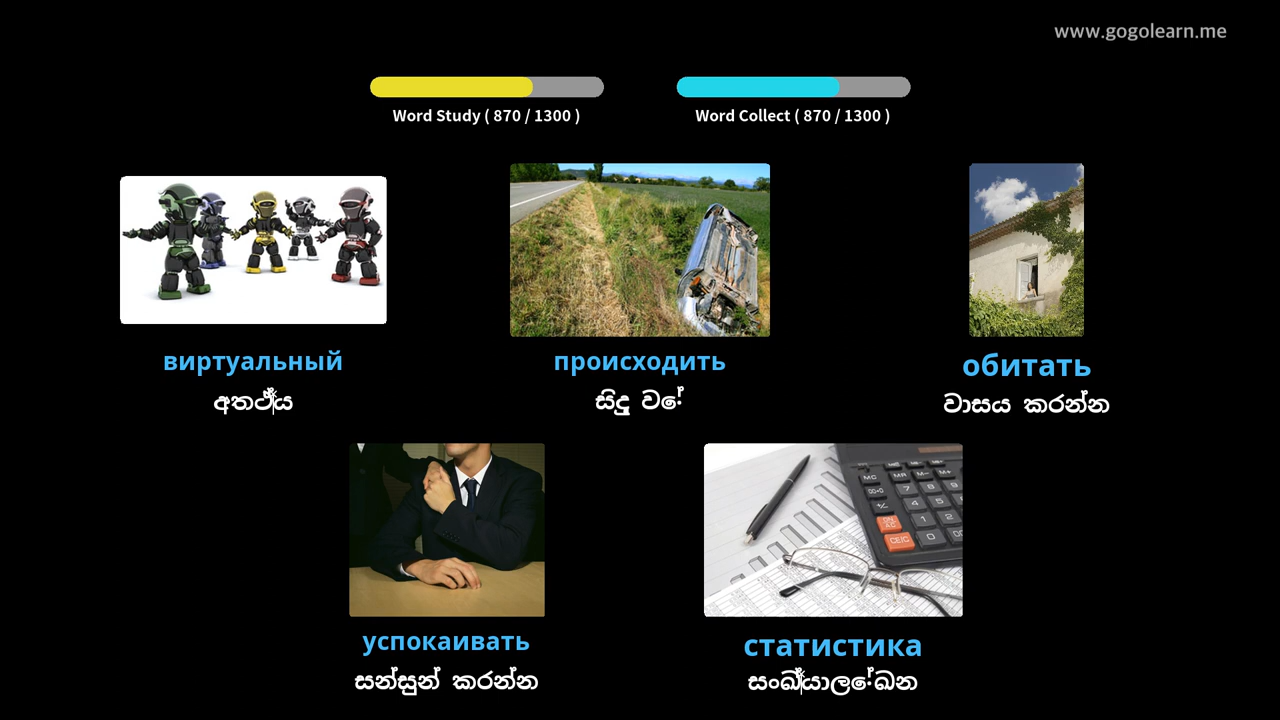 www.gogolearn.me
Word Study ( 870 / 1300 )
Word Collect ( 870 / 1300 )
виртуальный
අතථ්‍ය
происходить
සිදු වේ
обитать
වාසය කරන්න
успокаивать
සන්සුන් කරන්න
статистика
සංඛ්‍යාලේඛන